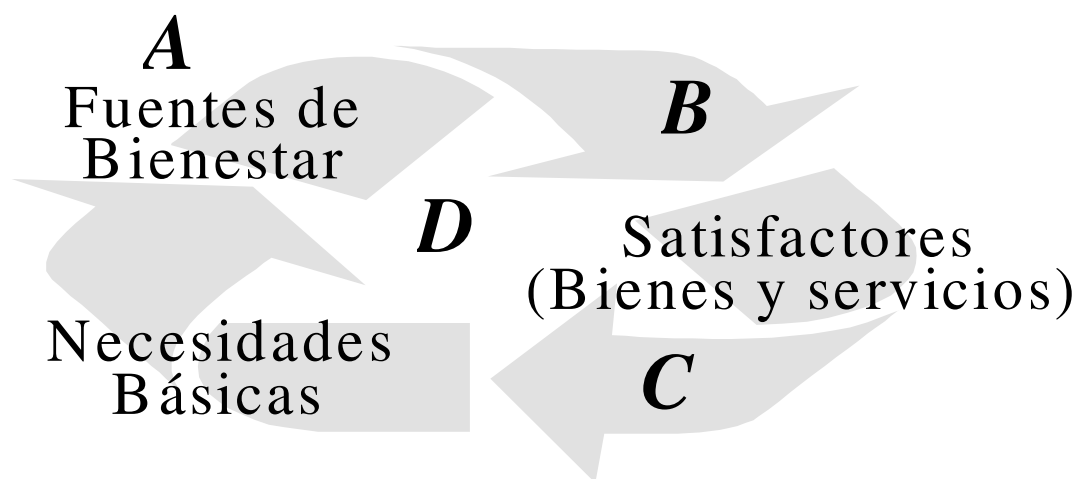 A
Fuentes de
Bienestar
B
D
Satisfactores
(Bienes y servicios)
Necesidades
Básicas
C